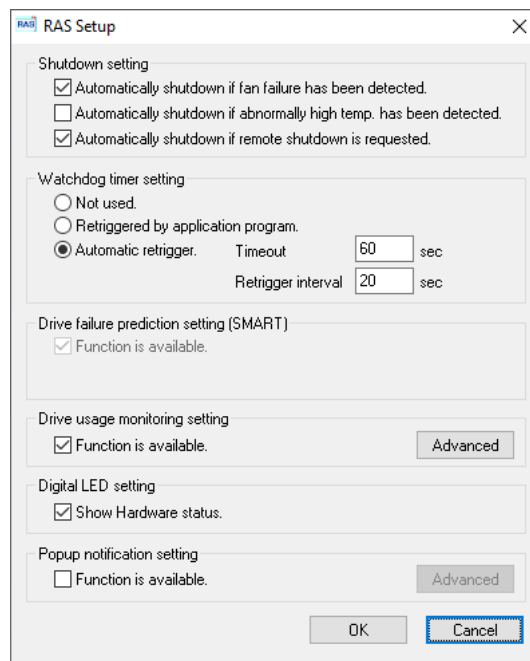 RAS RAS Setup
Shutdown setting
Automatically shutdown if fan failure has been detected.
Automatically shutdown if abnormally high temp. has been detected.
Automatically shutdown if remote shutdown is requested.
Watchdog timer setting
Not used.
Retriggered by application program.
Automatic retrigger. Timeout 60 sec
Retrigger interval 20 sec
Drive failure prediction setting (SMART)
Function is available.
Drive usage monitoring setting
Function is available. Advanced
Digital LED setting
Show Hardware status.
Popup notification setting
Function is available. Advanced
OK Cancel